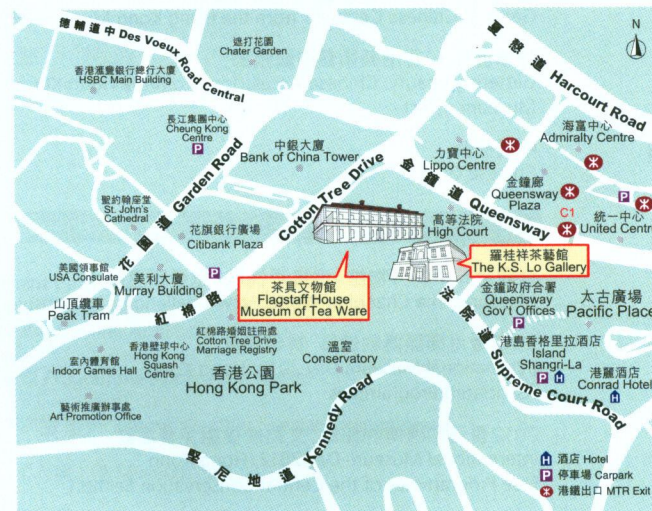 德輔道中 Des Voeux Road Central
遮打花園
Chater Garden
夏慤道 Harcourt Road
N
香港滙豐銀行總行大廈
HSBC Main Building
長江集團中心
Cheung Kong
Centre
P
中銀大廈
Bank of China Tower
力寶中心
Lippo Centre
海富中心
Admiralty Centre
金鐘廊
Queensway
Plaza
P
C1
統一中心
United Centre
花園道 Garden Road
Cotton Tree Drive
紅棉路
金鐘道 Queensway
聖約翰座堂
St. John's
Cathedral
花旗銀行廣場
Citibank Plaza
高等法院
High Court
羅桂祥茶藝館
The K.S. Lo Gallery
美國領事館
USA Consulate
美利大廈
Murray Building
P
茶具文物館
Flagstaff House
Museum of Tea Ware
金鐘政府合署
Queensway
Gov't Offices
P
太古廣場
Pacific Place
山頂纜車
Peak Tram
香港壁球中心
Hong Kong
Squash
Centre
紅棉路婚姻註冊處
Cotton Tree Drive
Marriage Registry
溫室
Conservatory
法院道 Supreme Court Road
港島香格里拉酒店
Island
Shangri-La
P H
港麗酒店
Conrad Hotel
H
室內體育館
Indoor Games Hall
香港公園
Hong Kong Park
藝術推廣辦事處
Art Promotion Office
堅尼地道 Kennedy Road
H 酒店 Hotel
P 停車場 Carpark
港鐵出口 MTR Exit